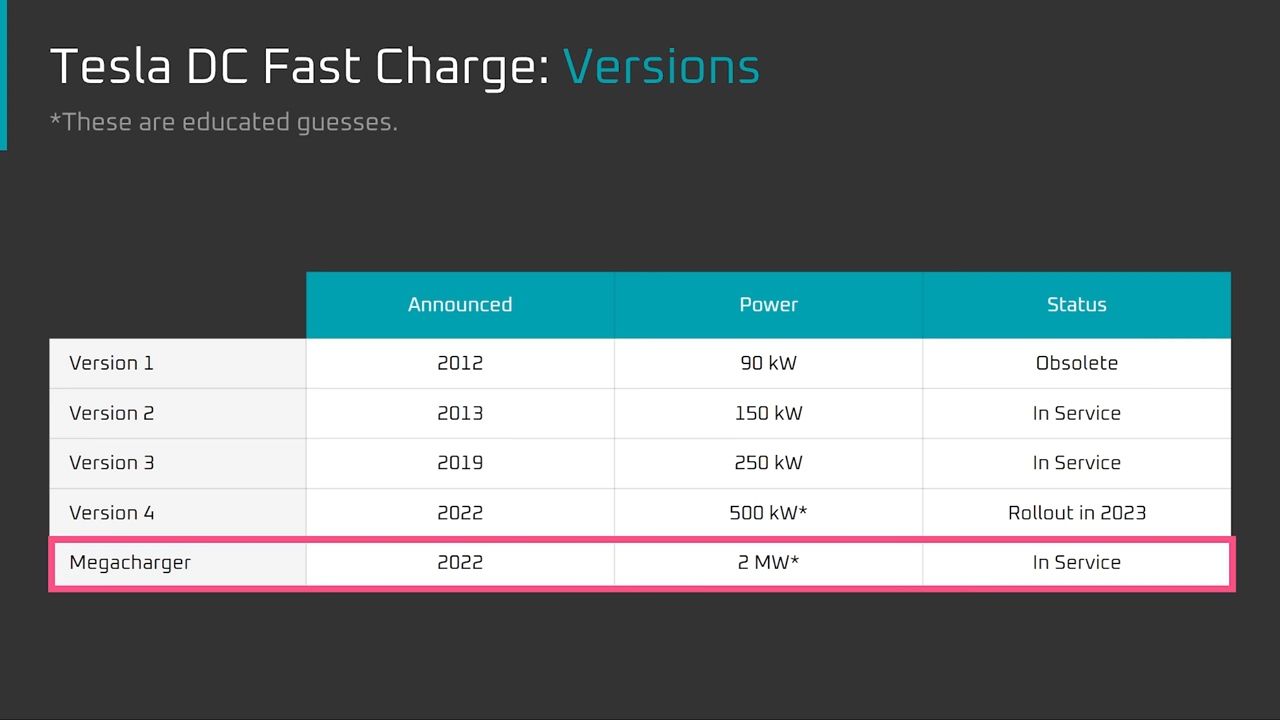 Tesla DC Fast Charge: Versions
*These are educated guesses.
Announced Power Status
Version 1 2012 90 kW Obsolete
Version 2 2013 150 kW In Service
Version 3 2019 250 kW In Service
Version 4 2022 500 kW* Rollout in 2023
Megacharger 2022 2 MW* In Service